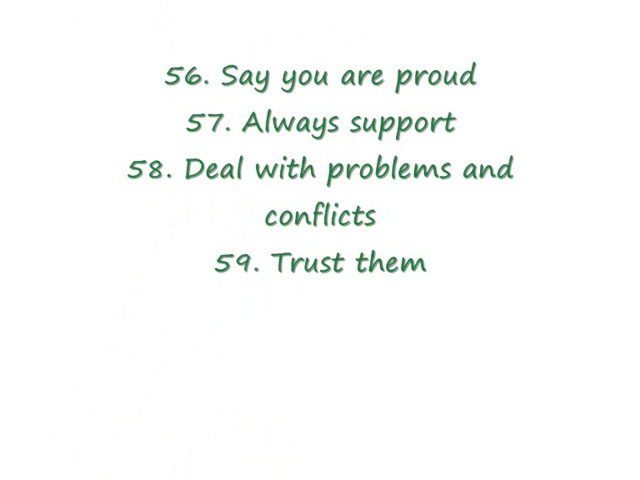 56. Say you are proud
57. Always support
58. Deal with problems and
conflicts
59. Trust them